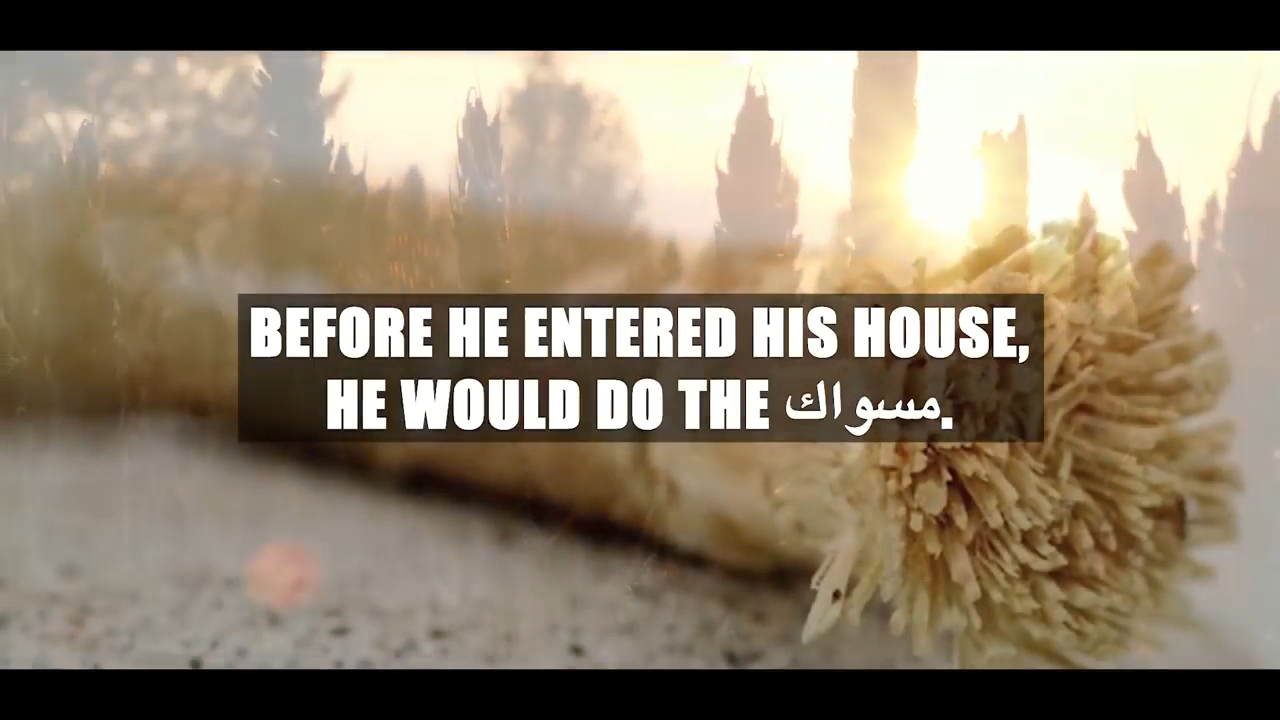 BEFORE HE ENTERED HIS HOUSE,
HE WOULD DO THE مسواك.